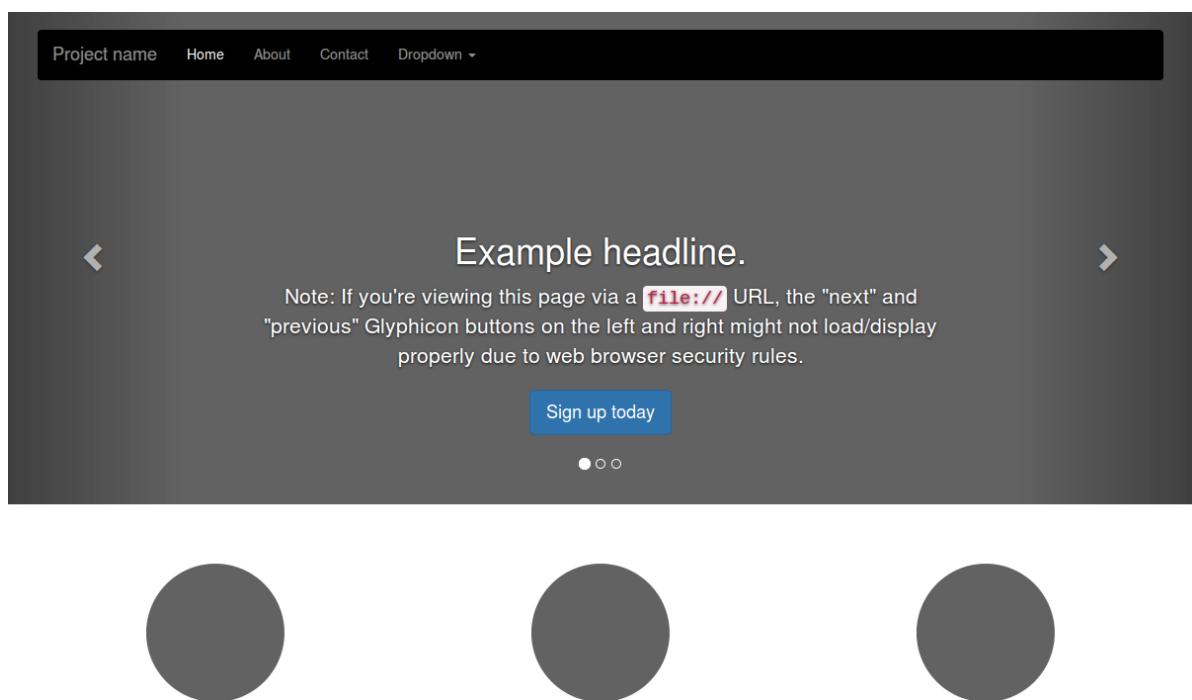 Project name Home About Contact Dropdown
Example headline.
Note: If you're viewing this page via a file:// URL, the "next" and
"previous" Glyphicon buttons on the left and right might not load/display
properly due to web browser security rules.
Sign up today